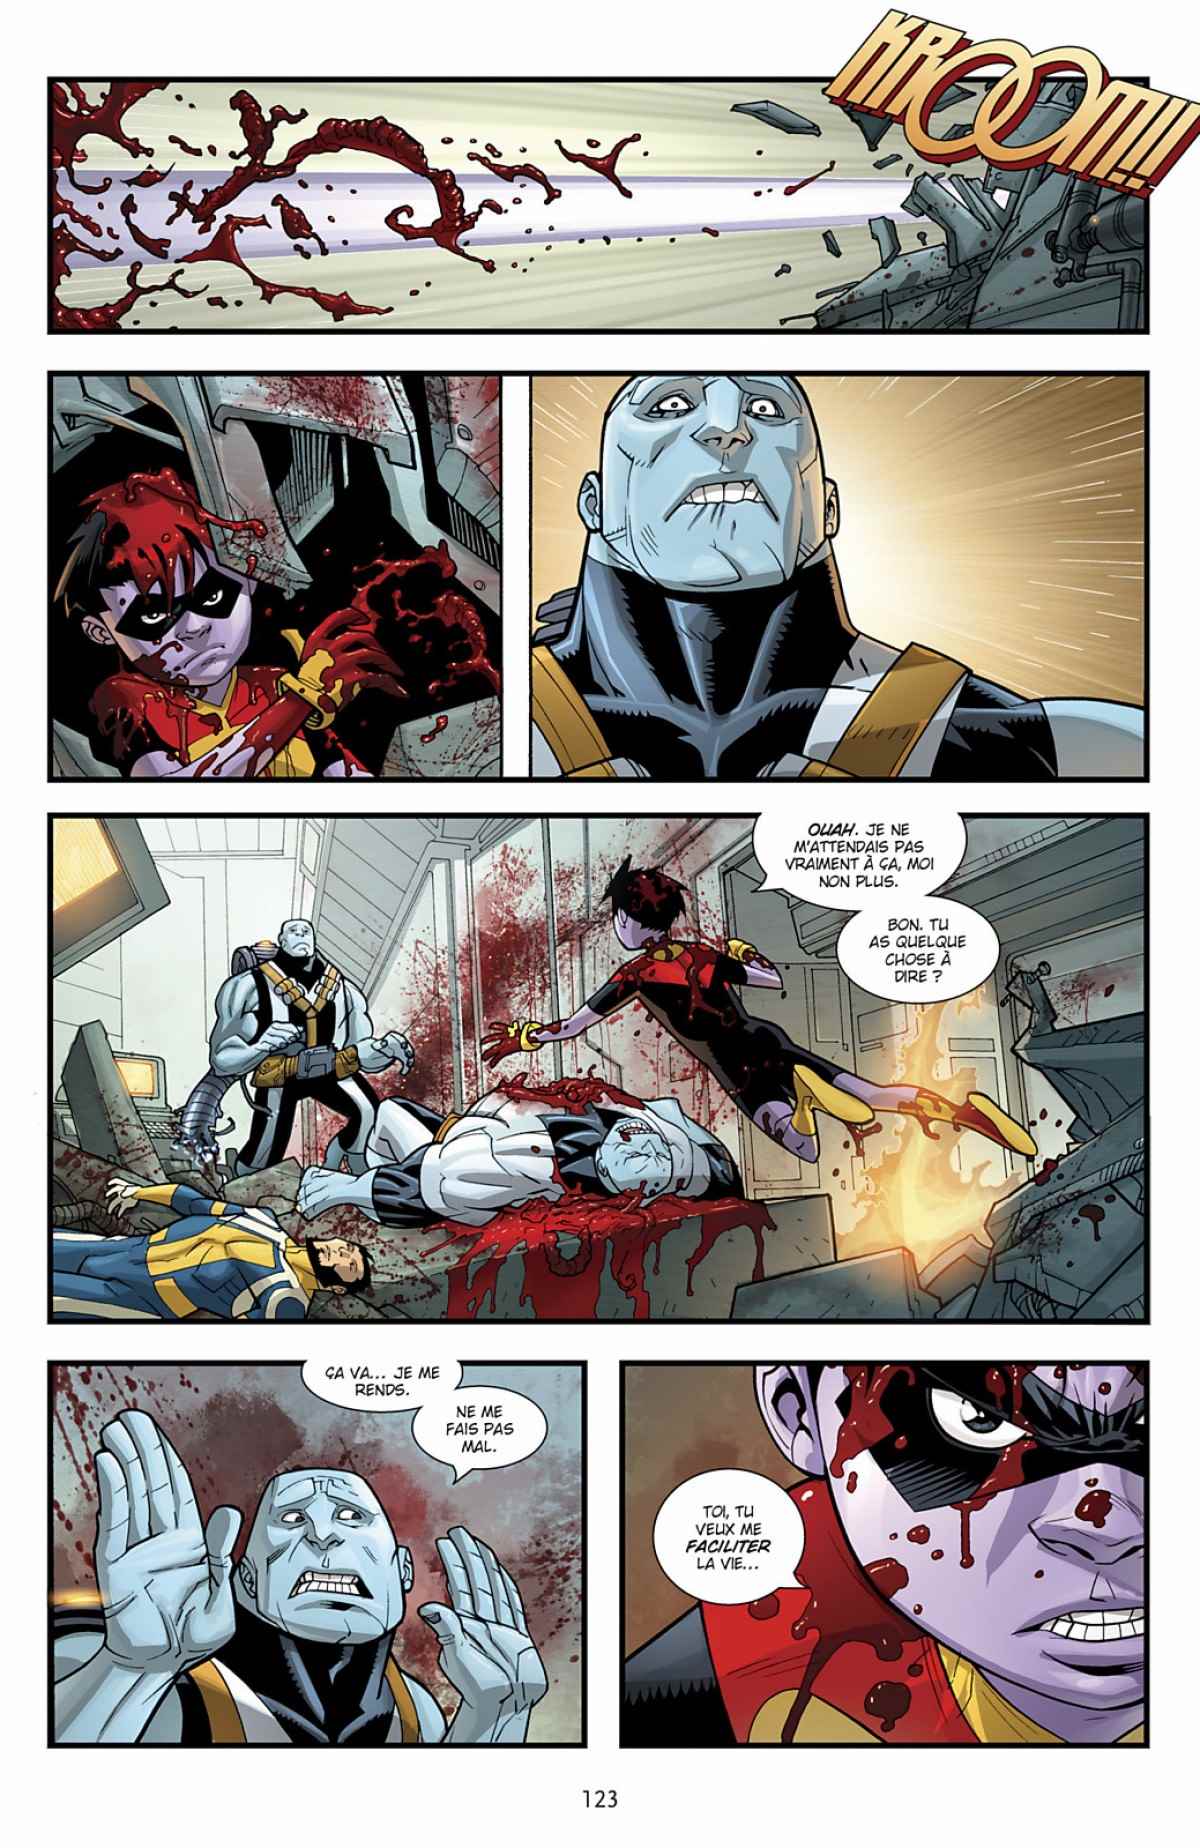 KROOM!!!
OUAH. JE NE
M'ATTENDAIS PAS
VRAIMENT À ÇA, MOI
NON PLUS.
BON. TU
AS QUELQUE
CHOSE À
DIRE ?
ÇA VA... JE ME
RENDS.
NE ME
FAIS PAS
MAL.
TOI, TU
VEUX ME
FACILITER
LA VIE...
123